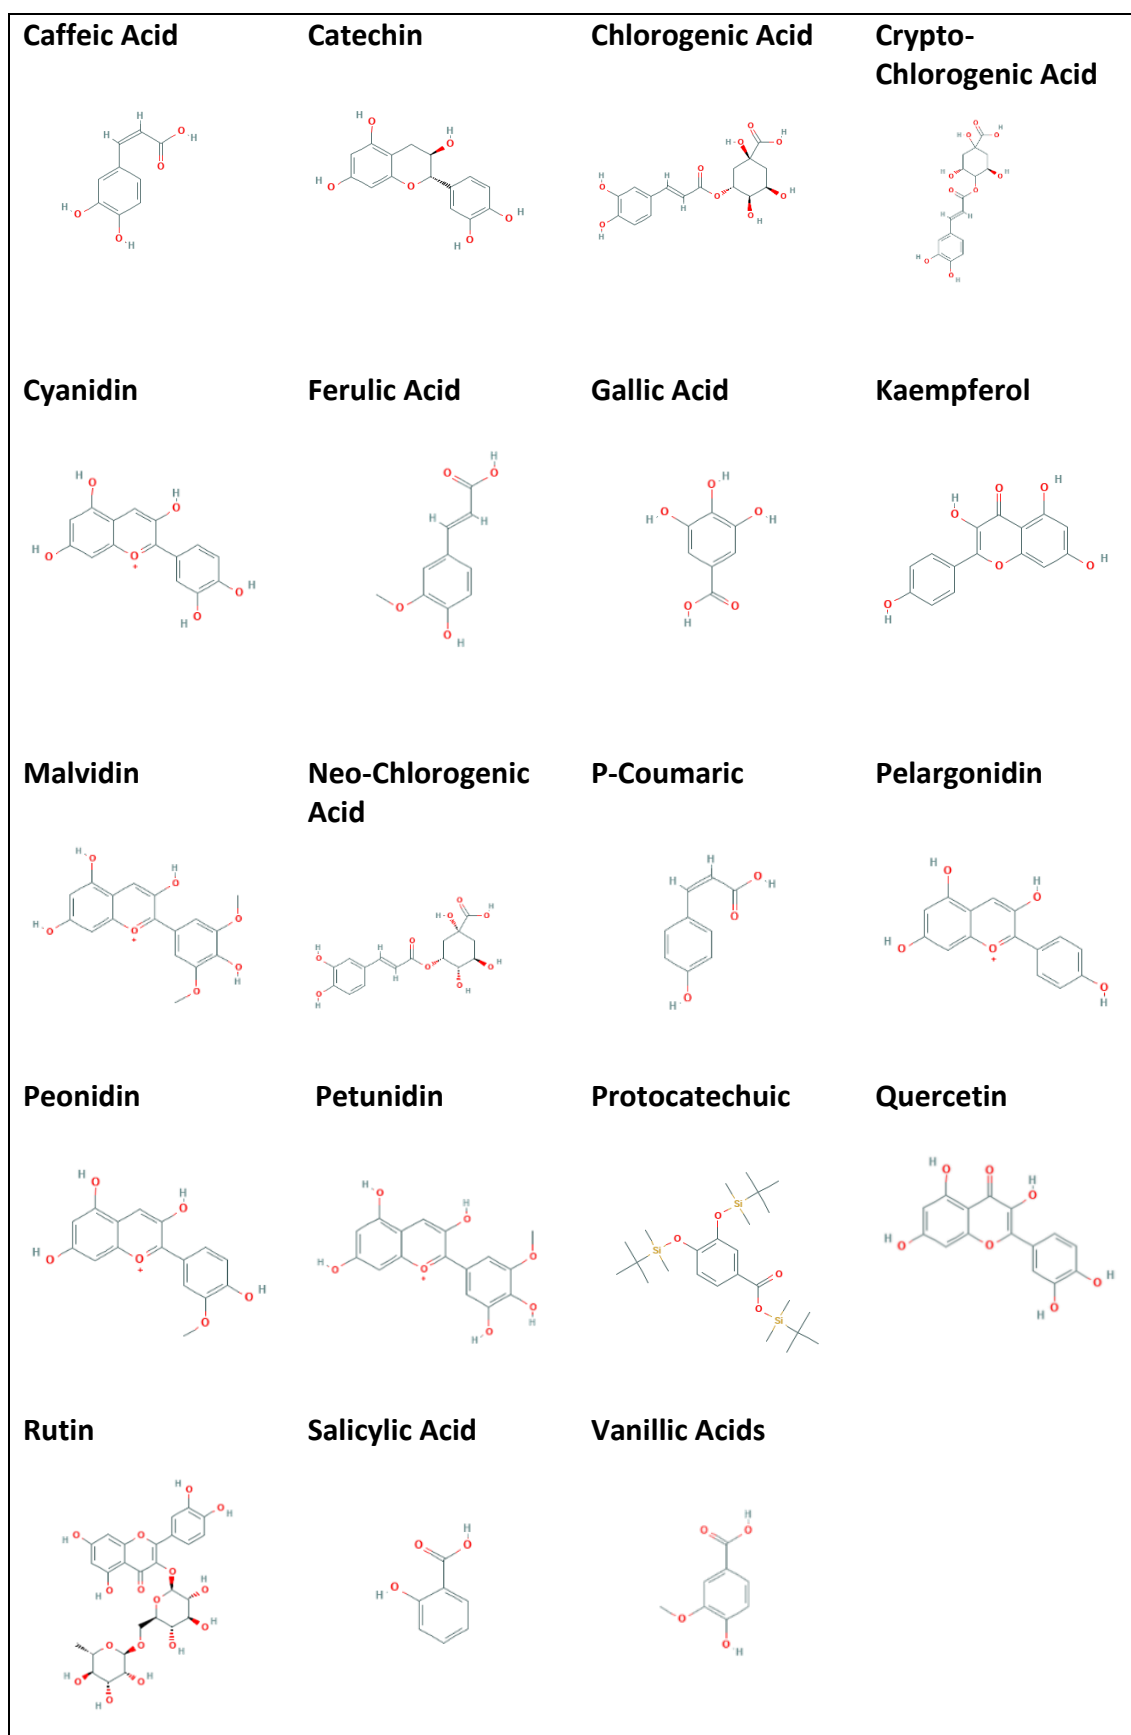 Caffeic Acid
Catechin
Chlorogenic Acid
Crypto-
Chlorogenic Acid
Cyanidin
Ferulic Acid
Gallic Acid
Kaempferol
Malvidin
Neo-Chlorogenic
Acid
P-Coumaric
Pelargonidin
Peonidin
Petunidin
Protocatechuic
Quercetin
Rutin
Salicylic Acid
Vanillic Acids